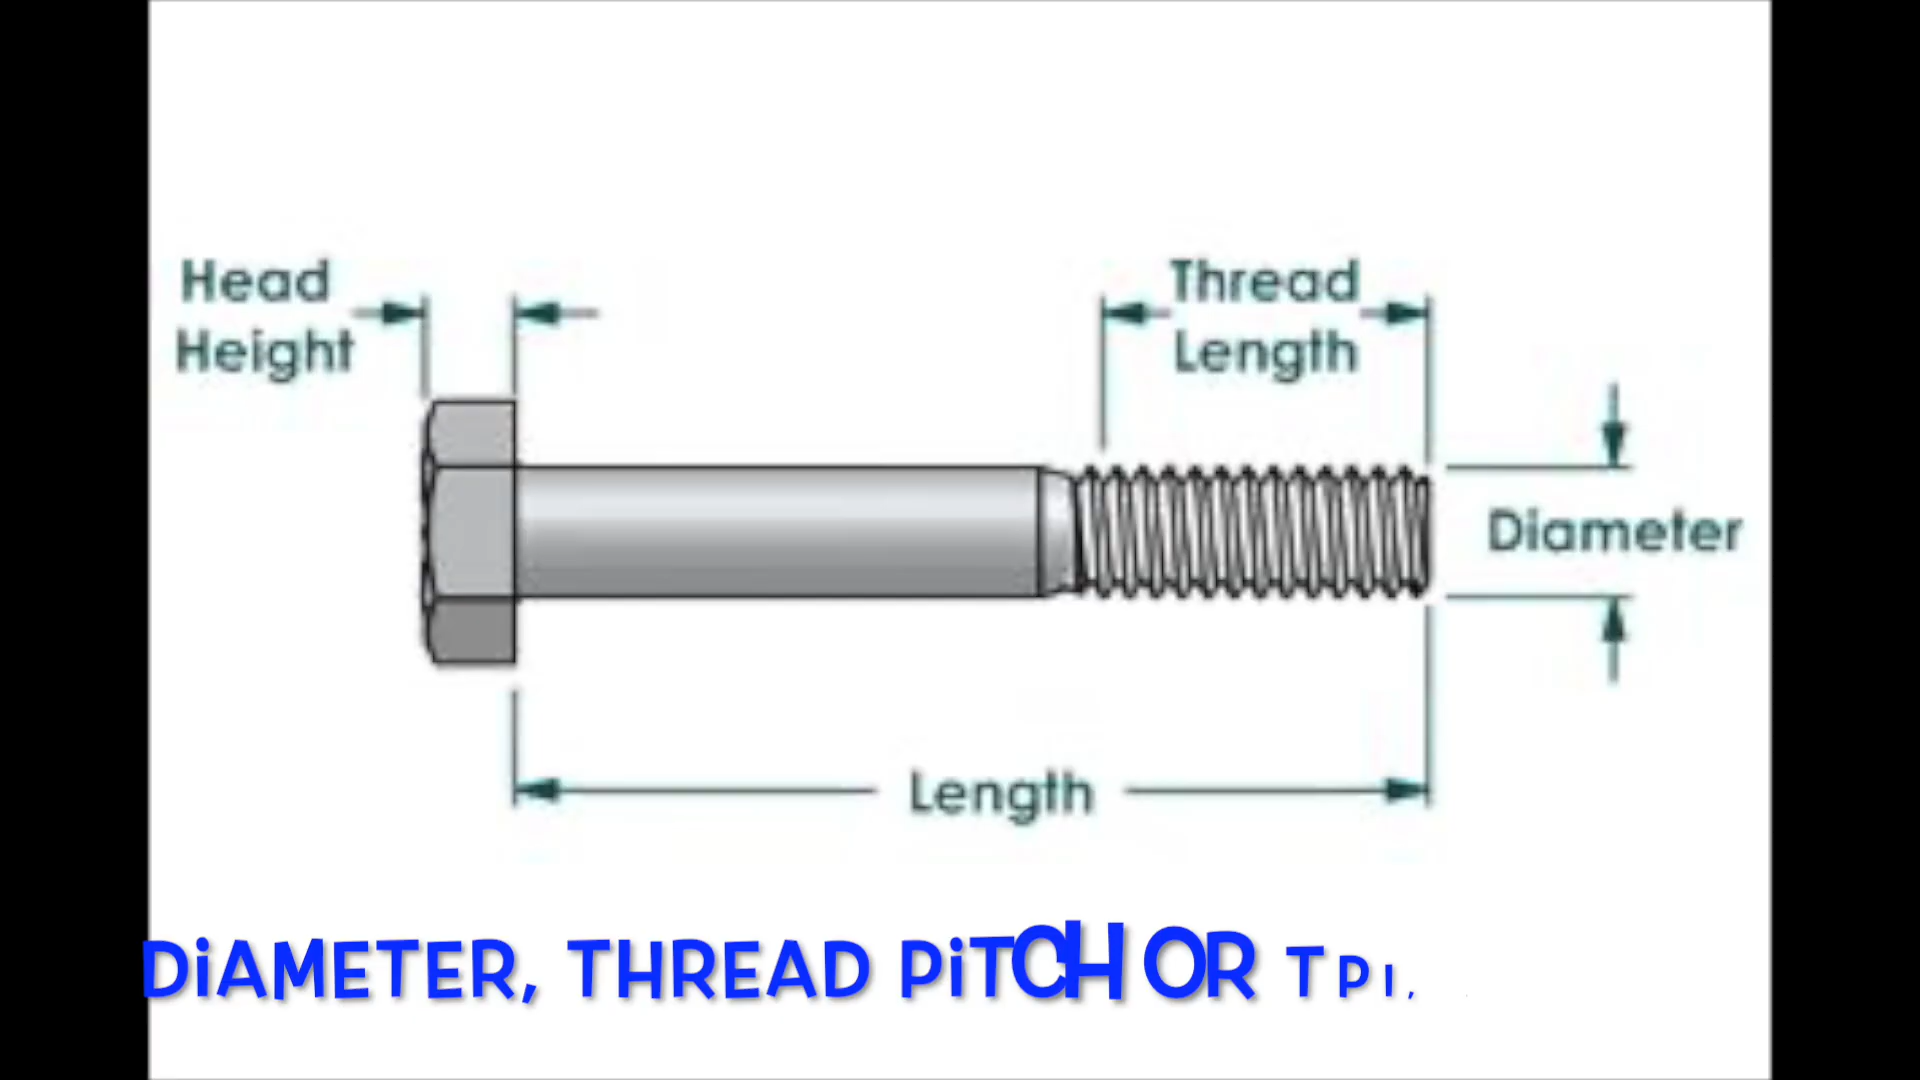 Head
Height
Thread
Length
Diameter
Length
DiAMETER, THREAD PiTCH OR TPI,